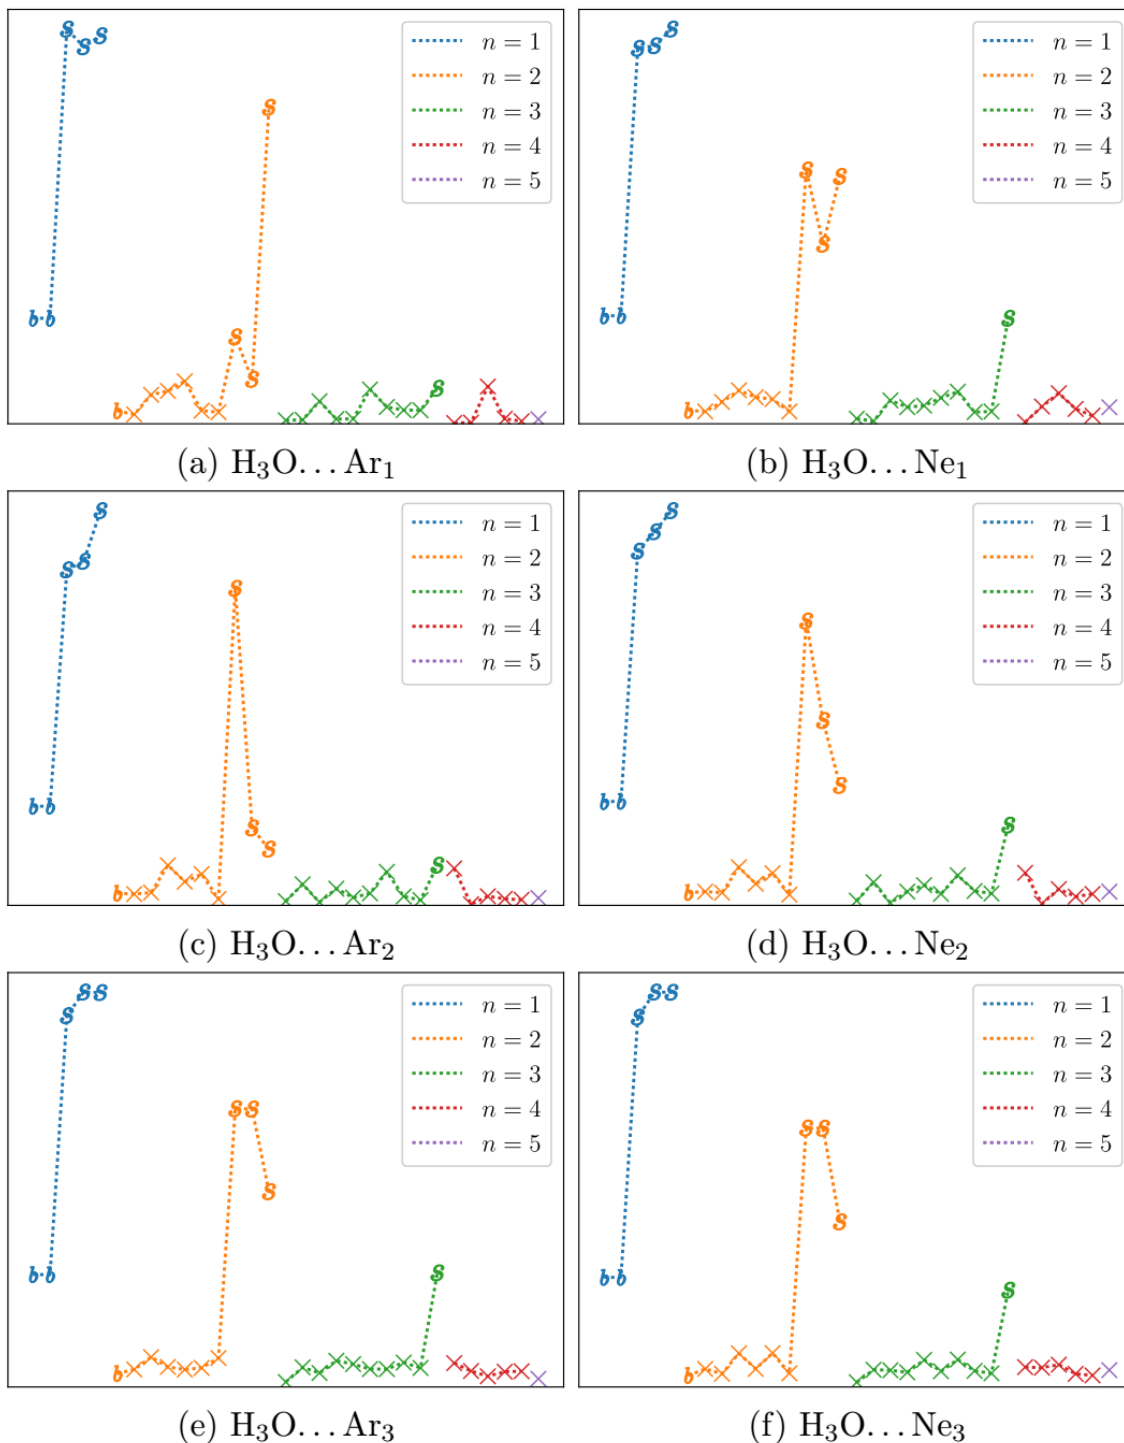 n = 1
n = 2
n = 3
n = 4
n = 5
b b S S S
b S S S
S
(a) H₃O...Ar₁
n = 1
n = 2
n = 3
n = 4
n = 5
b b S S S
b S S S
S
(b) H₃O...Ne₁
n = 1
n = 2
n = 3
n = 4
n = 5
b b S S S
b S S S
S
(c) H₃O...Ar₂
n = 1
n = 2
n = 3
n = 4
n = 5
b b S S S
b S S S
S
(d) H₃O...Ne₂
n = 1
n = 2
n = 3
n = 4
n = 5
b b S S S
b S S S
S
(e) H₃O...Ar₃
n = 1
n = 2
n = 3
n = 4
n = 5
b b S S S
b S S S
S
(f) H₃O...Ne₃